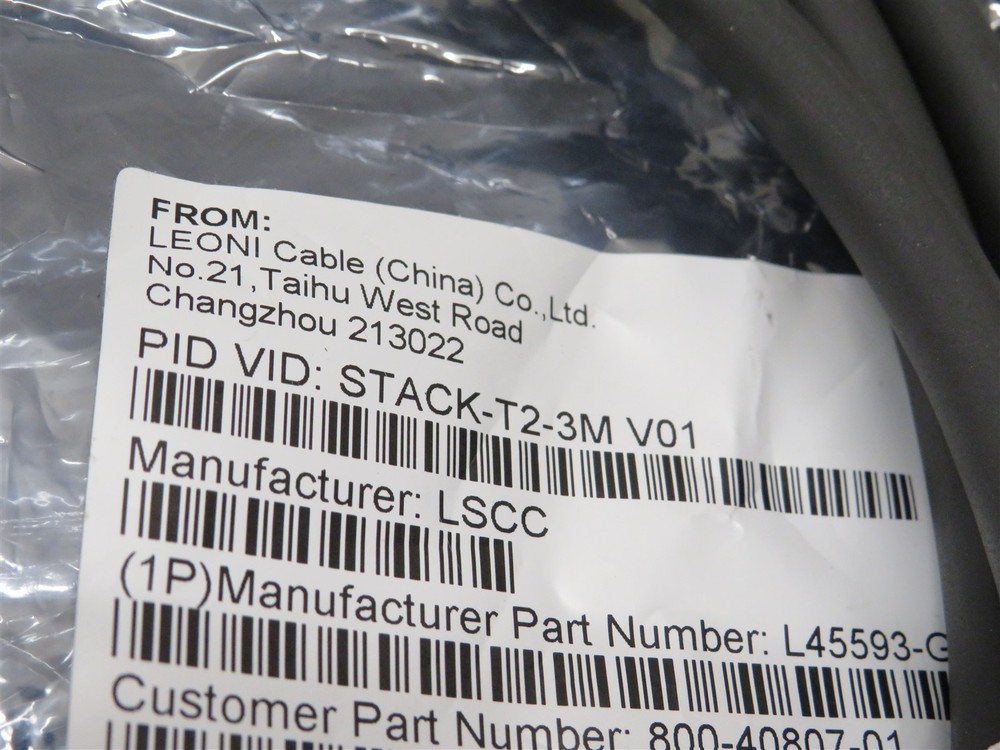 FROM:
LEONI Cable (China) Co.,Ltd.
No.21,Taihu West Road
Changzhou 213022
PID VID: STACK-T2-3M V01
Manufacturer: LSCC
(1P)Manufacturer Part Number: L45593-G
Customer Part Number: 800-40807-01